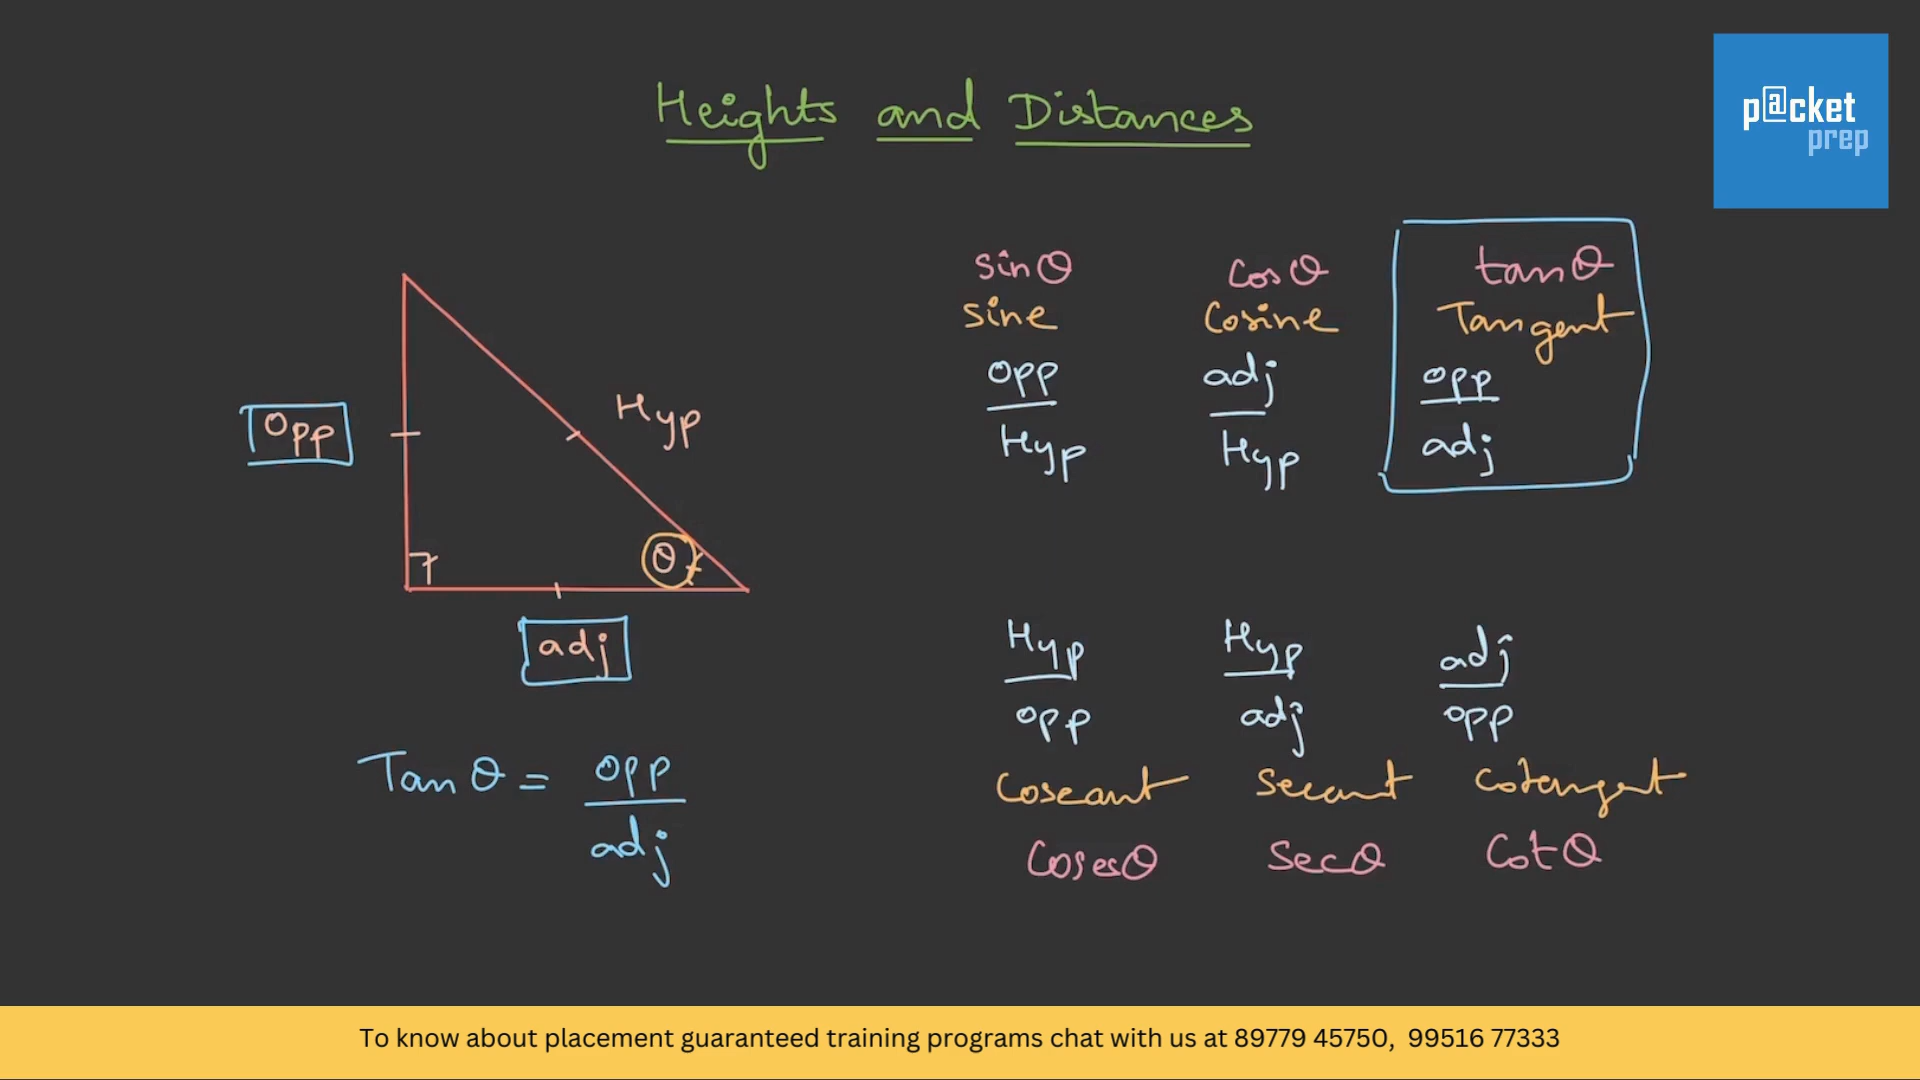 Heights and Distances
p@cket
prep
Opp
Hyp
θ
adj
Tan θ = opp
adj
sin θ
sine
opp
Hyp
Cos θ
Cosine
adj
Hyp
tan θ
Tangent
opp
adj
Hyp
opp
Coseant
Coses θ
Hyp
adj
Secant
Sec θ
adj
opp
cotangent
Cot θ
To know about placement guaranteed training programs chat with us at 89779 45750, 99516 77333